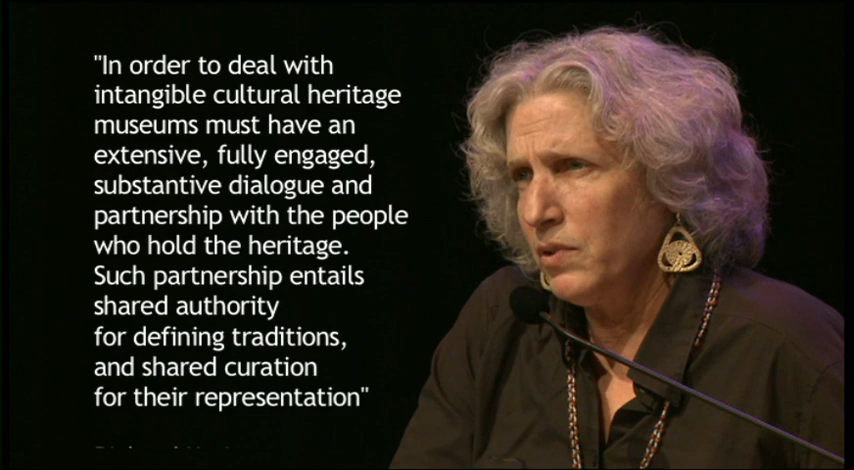 "In order to deal with
intangible cultural heritage
museums must have an
extensive, fully engaged,
substantive dialogue and
partnership with the people
who hold the heritage.
Such partnership entails
shared authority
for defining traditions,
and shared curation
for their representation"